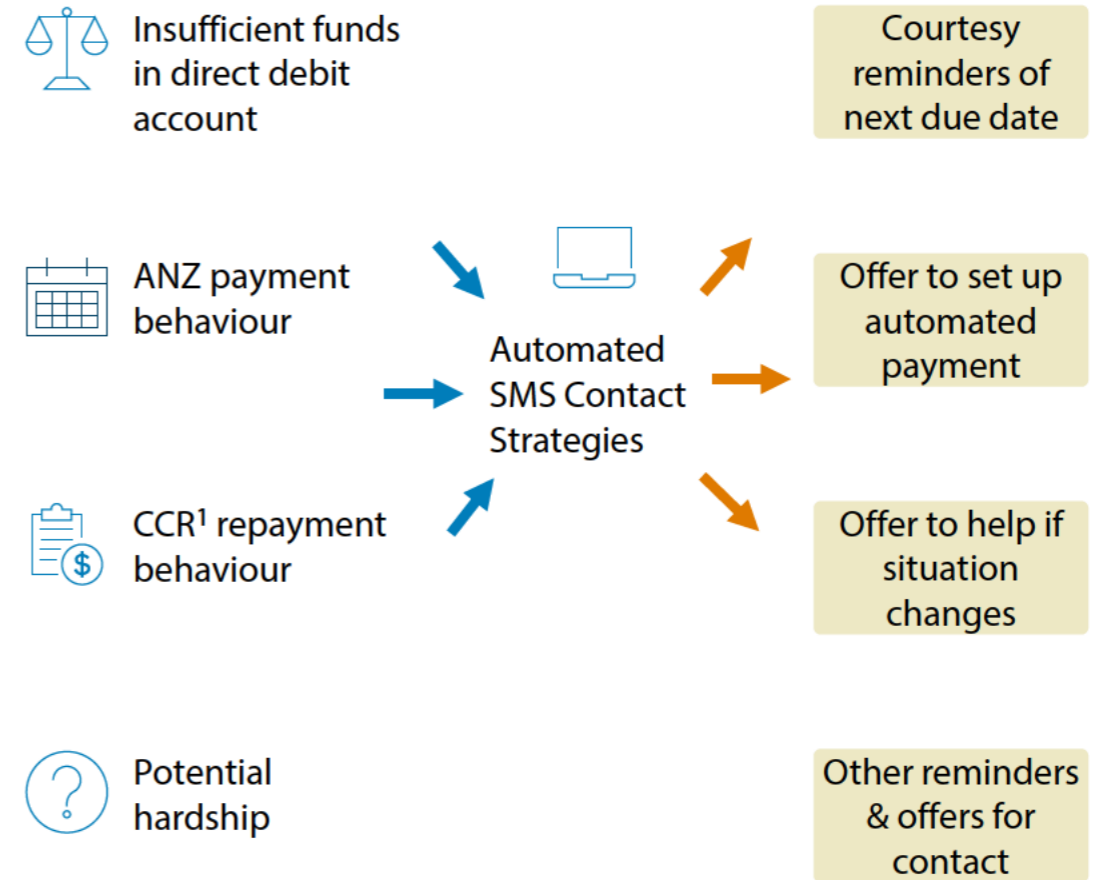 Insufficient funds
in direct debit
account
Courtesy
reminders of
next due date
ANZ payment
behaviour
Offer to set up
automated
payment
Automated
SMS Contact
Strategies
CCR¹ repayment
behaviour
$
Offer to help if
situation
changes
?
Potential
hardship
Other reminders
& offers for
contact